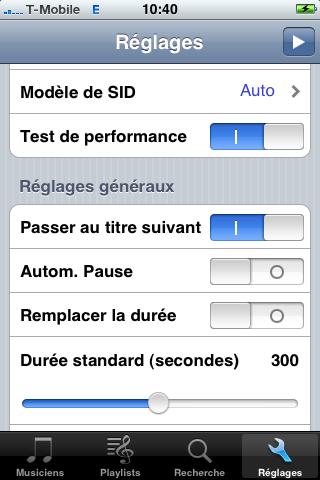 T-Mobile E 10:40
Réglages
Modèle de SID Auto
Test de performance
Réglages généraux
Passer au titre suivant
Autom. Pause
Remplacer la durée
Durée standard (secondes) 300
Musiciens Playlists Recherche Réglages